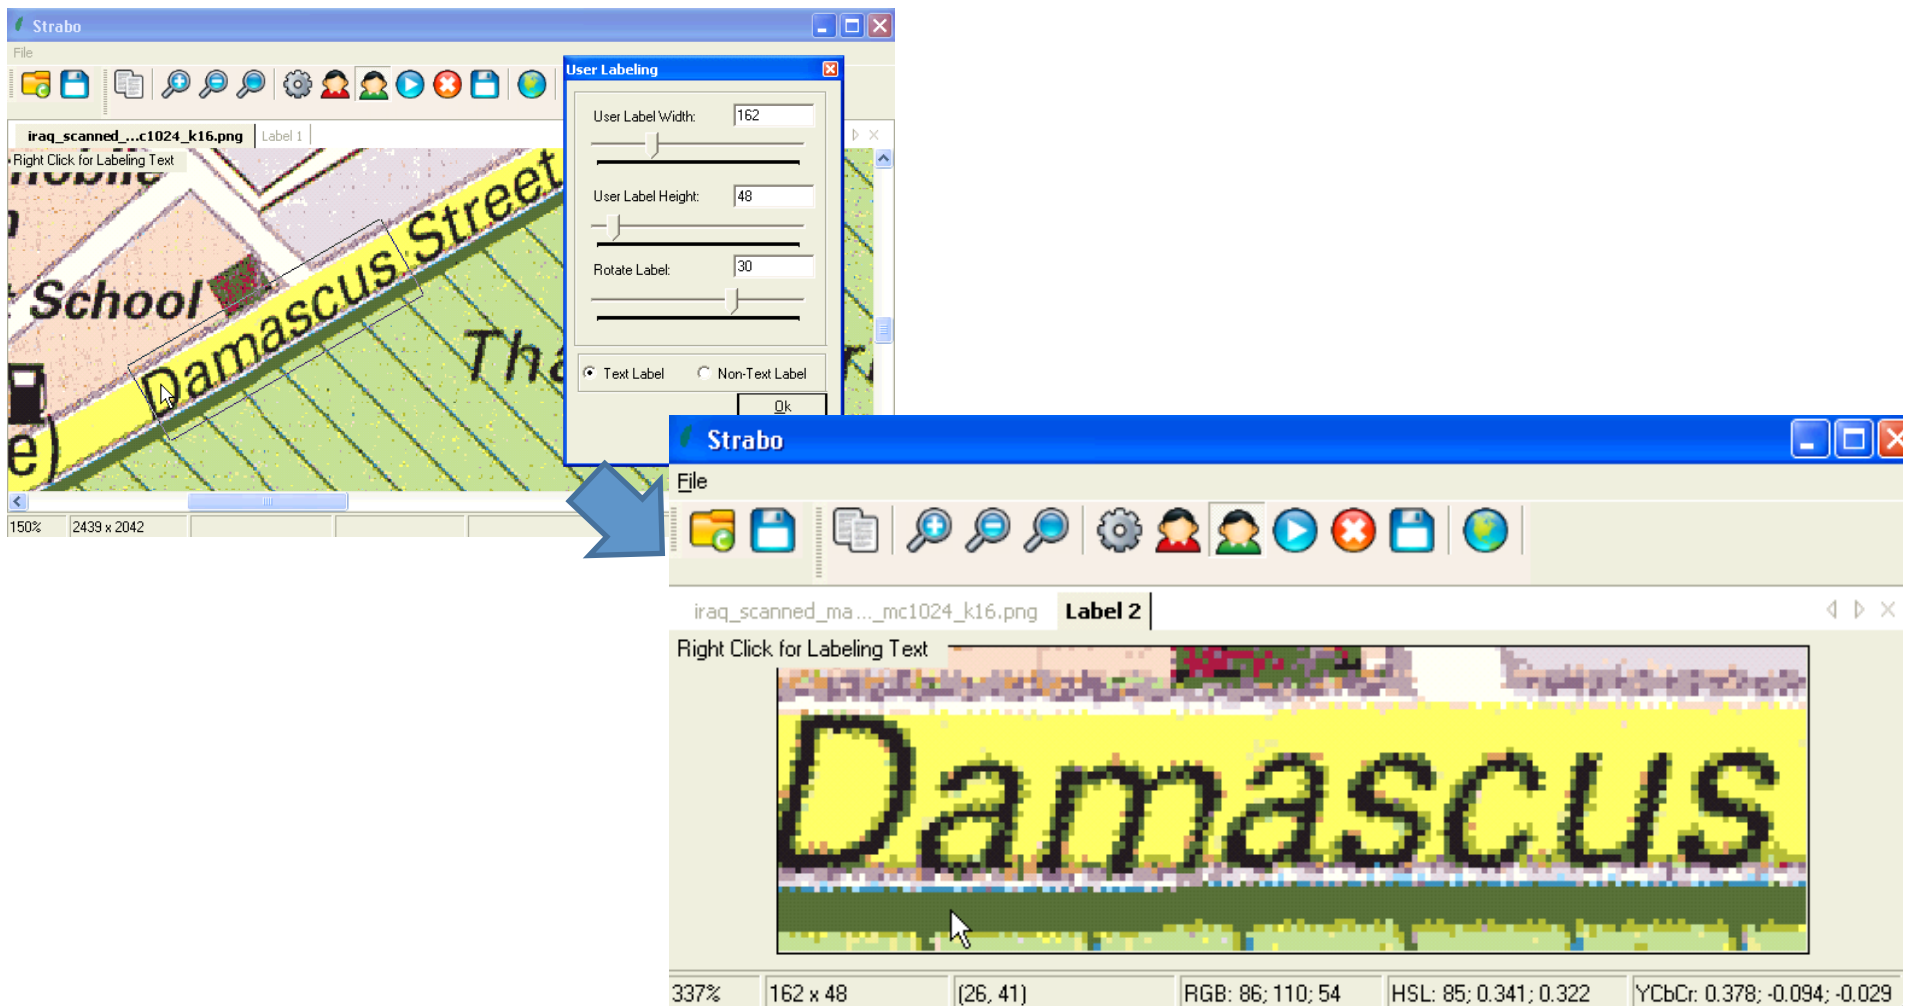 Strabo
File
User Labeling
iraq_scanned_...c1024_k16.png Label 1
Right Click for Labeling Text
User Label Width: 162
User Label Height: 48
Rotate Label: 30
Text Label Non-Text Label
Ok
Street
Damascus
School
Tha
e)
150% 2439 x 2042
Strabo
File
iraq_scanned_ma..._mc1024_k16.png Label 2
Right Click for Labeling Text
Damascus
337% 162 x 48 (26, 41) RGB: 86; 110; 54 HSL: 85; 0.341; 0.322 YCbCr: 0.378; -0.094; -0.029